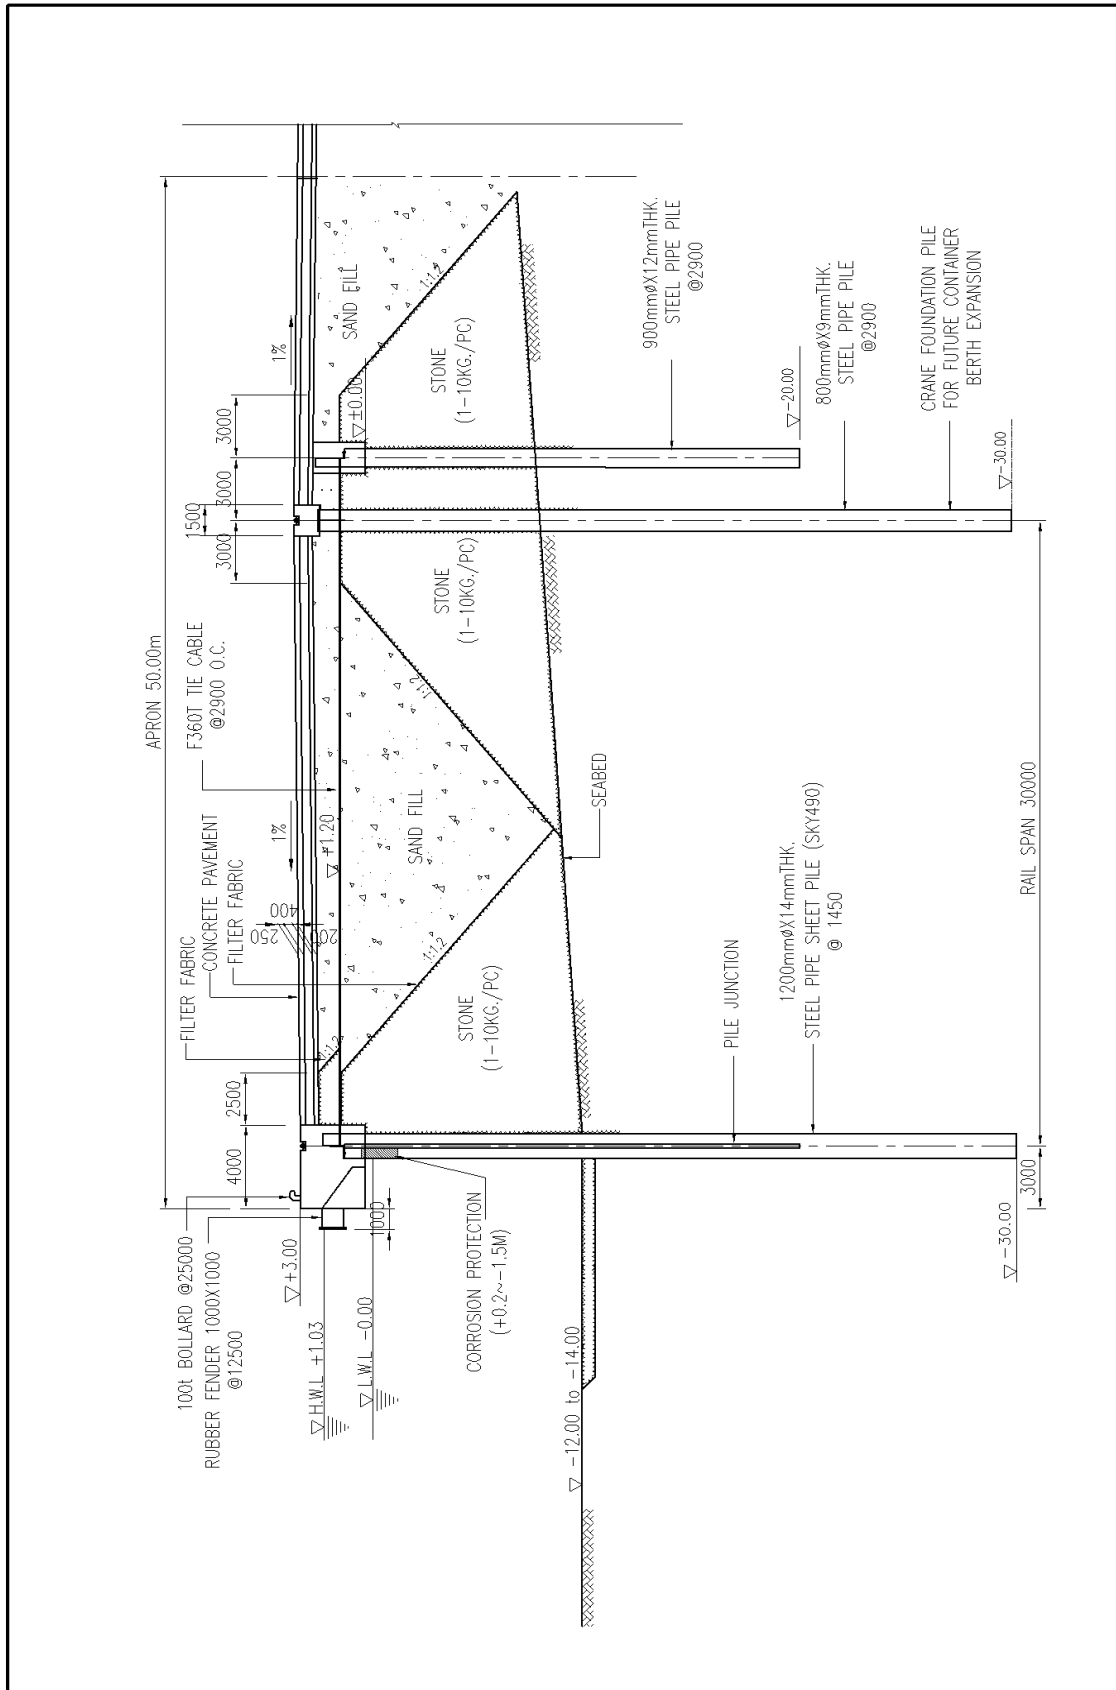 100t BOLLARD @25000
RUBBER FENDER 1000X1000
@12500
+3.00
H.W.L +1.03
L.W.L -0.00
CORROSION PROTECTION
(+0.2~-1.5M)
-12.00 to -14.00
-30.00
APRON 50.00m
4000
2500
1000
FILTER FABRIC
CONCRETE PAVEMENT
FILTER FABRIC
250
400
1%
F360T TIE CABLE
@2900 O.C.
+1.20
1:1.2
1:1.2
1:1.2
SAND FILL
STONE
(1-10KG./PC)
SEABED
PILE JUNCTION
1200mmØX14mmTHK.
STEEL PIPE SHEET PILE (SKY490)
@ 1450
3000
RAIL SPAN 30000
3000
1500
3000
3000
1%
SAND FILL
±0.00
1:1.2
STONE
(1-10KG./PC)
STONE
(1-10KG./PC)
900mmØX12mmTHK.
STEEL PIPE PILE
@2900
-20.00
800mmØX9mmTHK.
STEEL PIPE PILE
@2900
CRANE FOUNDATION PILE
FOR FUTURE CONTAINER
BERTH EXPANSION
-30.00